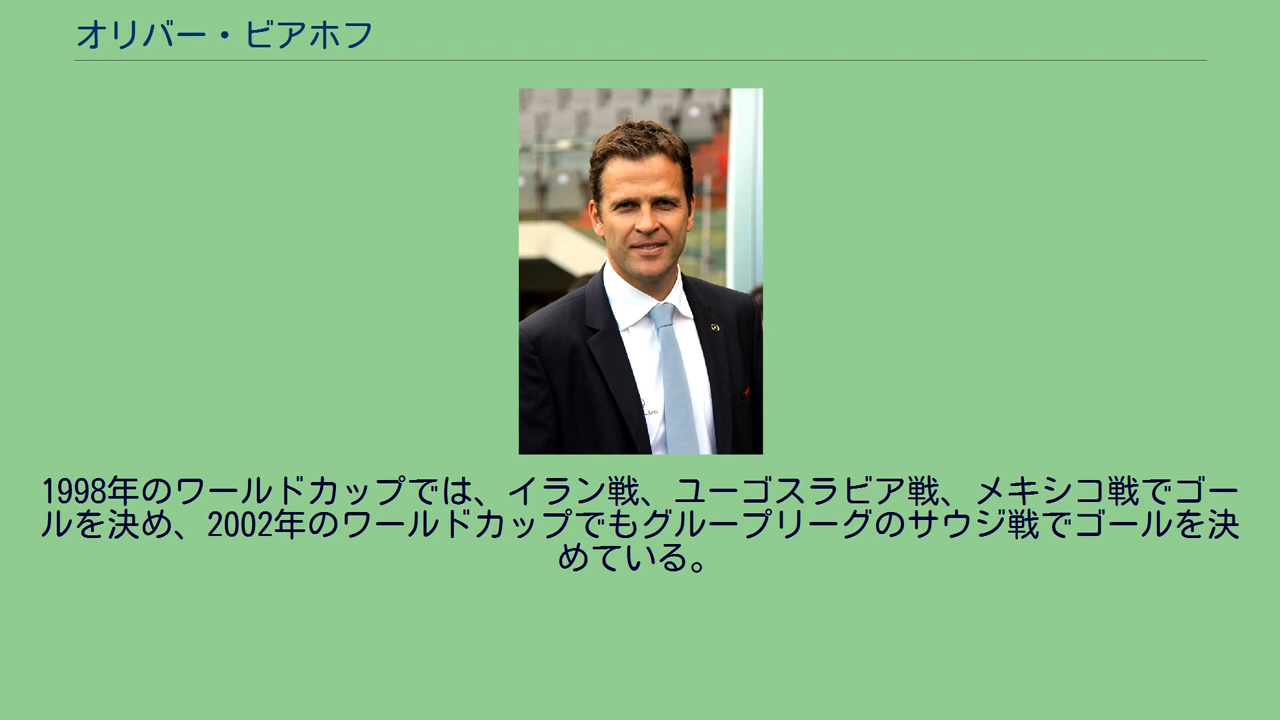 オリバー・ビアホフ
1998年のワールドカップでは、イラン戦、ユーゴスラビア戦、メキシコ戦でゴー
ルを決め、2002年のワールドカップでもグループリーグのサウジ戦でゴールを決
めている。